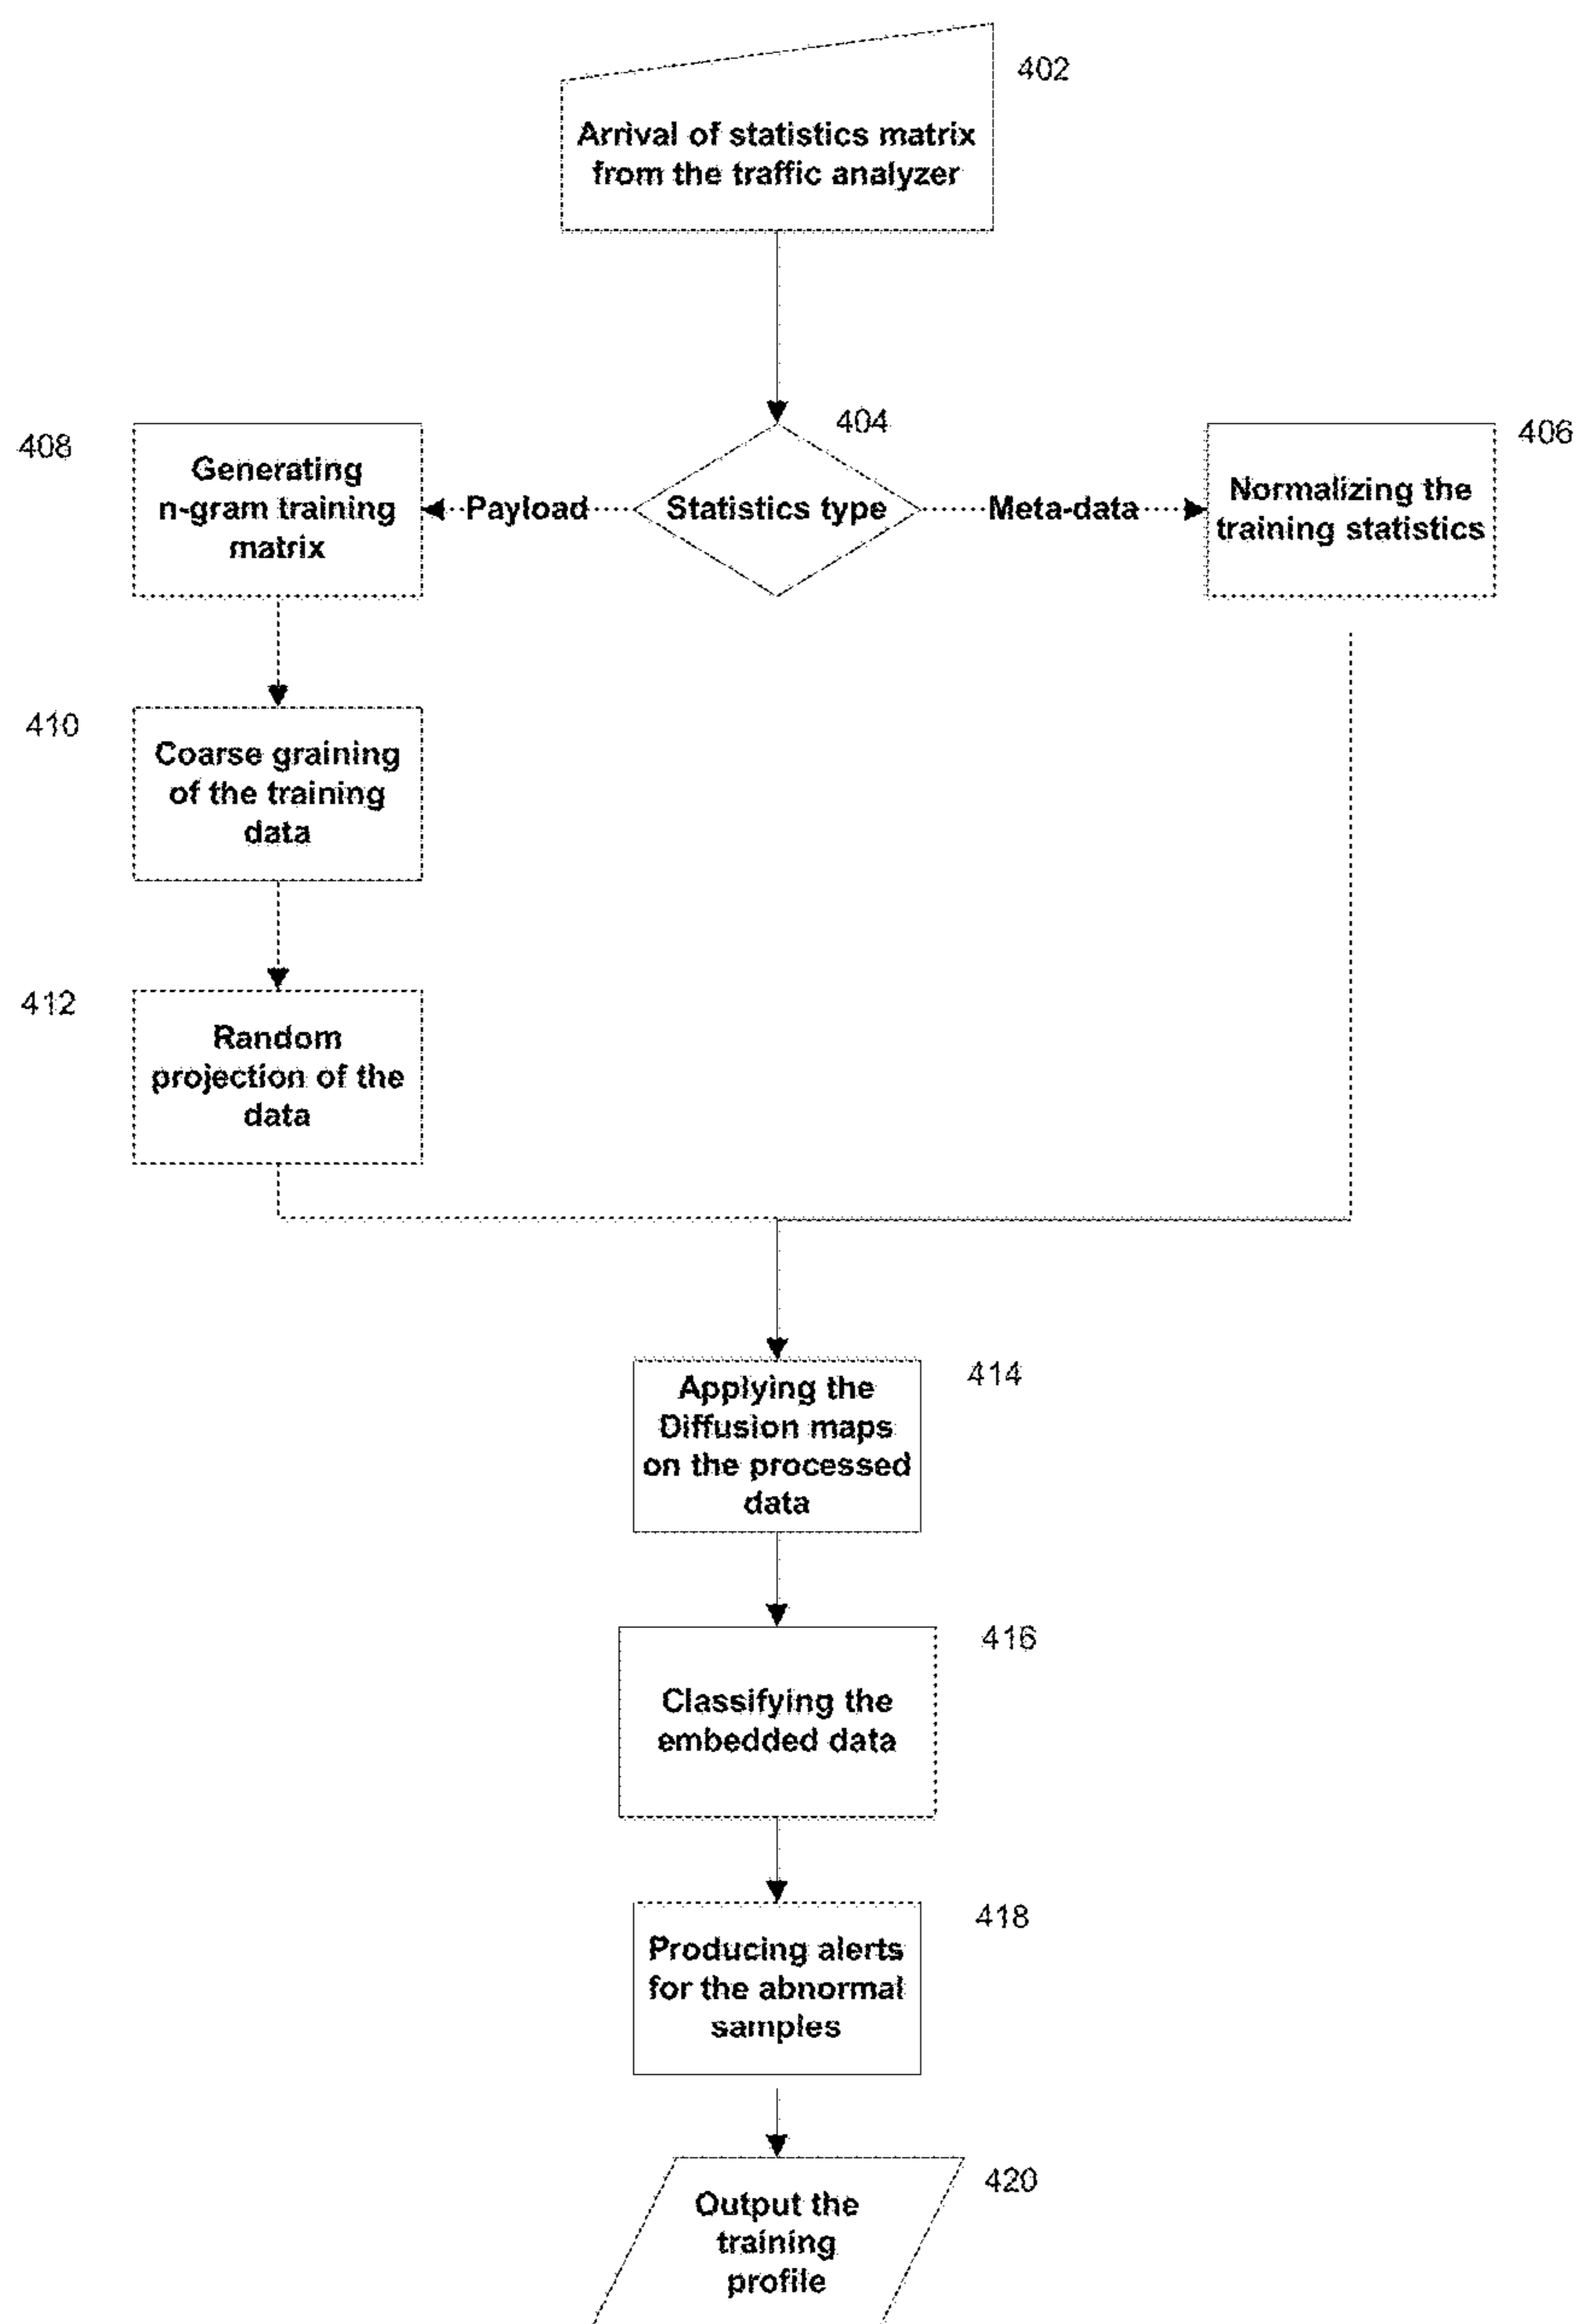 402
Arrival of statistics matrix
from the traffic analyzer
404
408
Generating
n-gram training
matrix
Payload
Statistics type
Meta-data
Normalizing the
training statistics
406
410
Coarse graining
of the training
data
412
Random
projection of the
data
414
Applying the
Diffusion maps
on the processed
data
416
Classifying the
embedded data
418
Producing alerts
for the abnormal
samples
420
Output the
training
profile